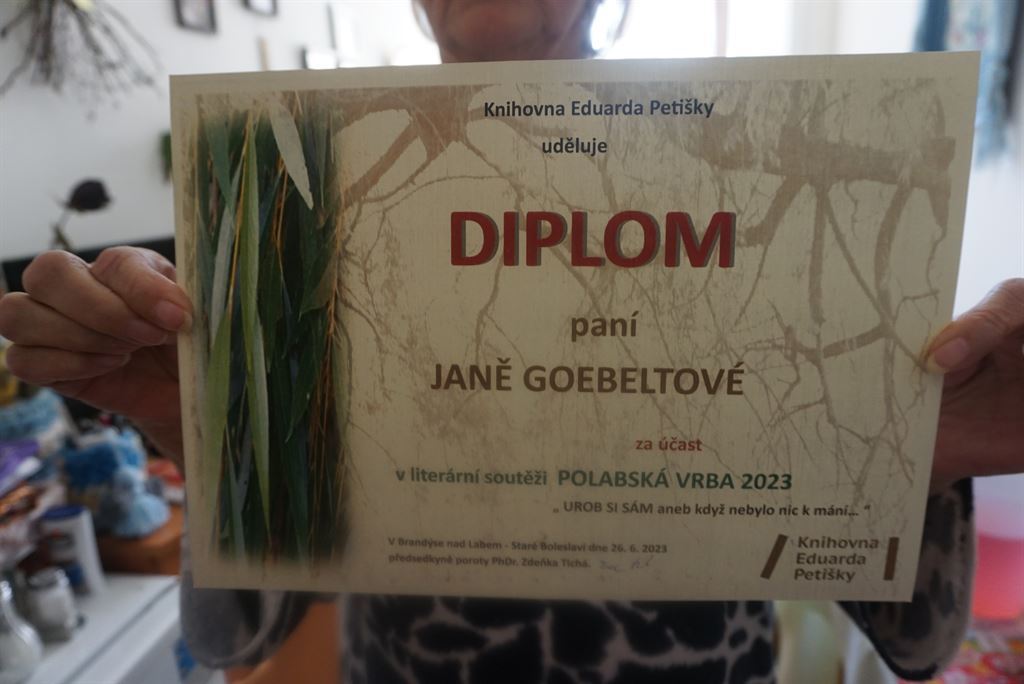 Knihovna Eduarda Petišky
uděluje
DIPLOM
paní
JANĚ GOEBELTOVÉ
za účast
v literární soutěži POLABSKÁ VRBA 2023
„ UROB SI SÁM aneb když nebylo nic k mání... “
V Brandýse nad Labem - Staré Boleslavi dne 26. 6. 2023
předsedkyně poroty PhDr. Zdeňka Tichá.
Knihovna
Eduarda
Petišky